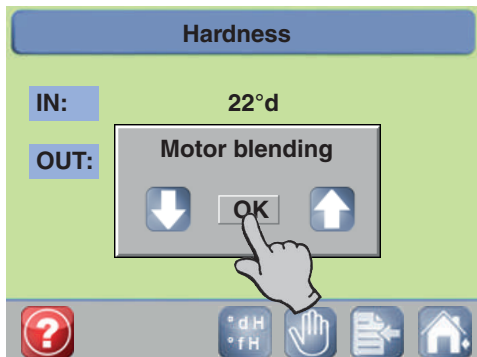 Hardness
IN: 22°d
OUT:
Motor blending
OK
?
°dH
°fH